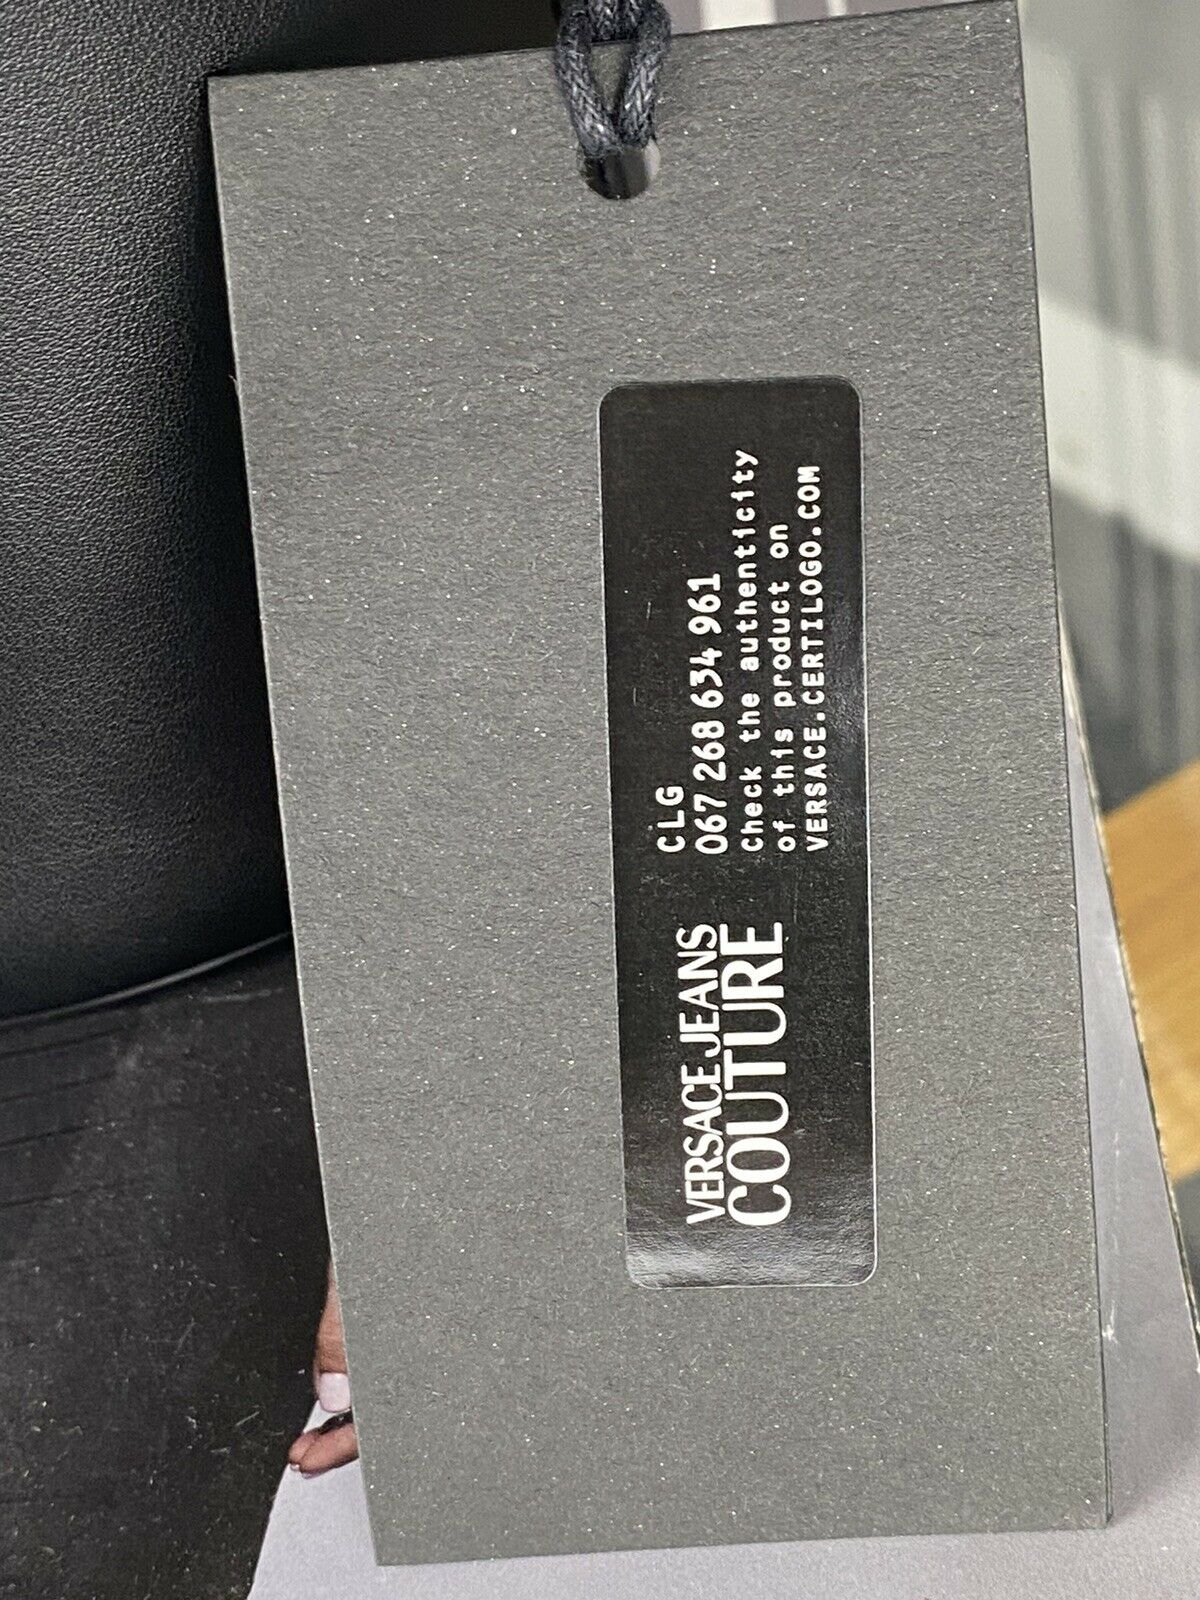 VERSACE JEANS
COUTURE
CLG
067 268 634 961
Check the authenticity
of this product on
VERSACE.CERTILOGO.COM